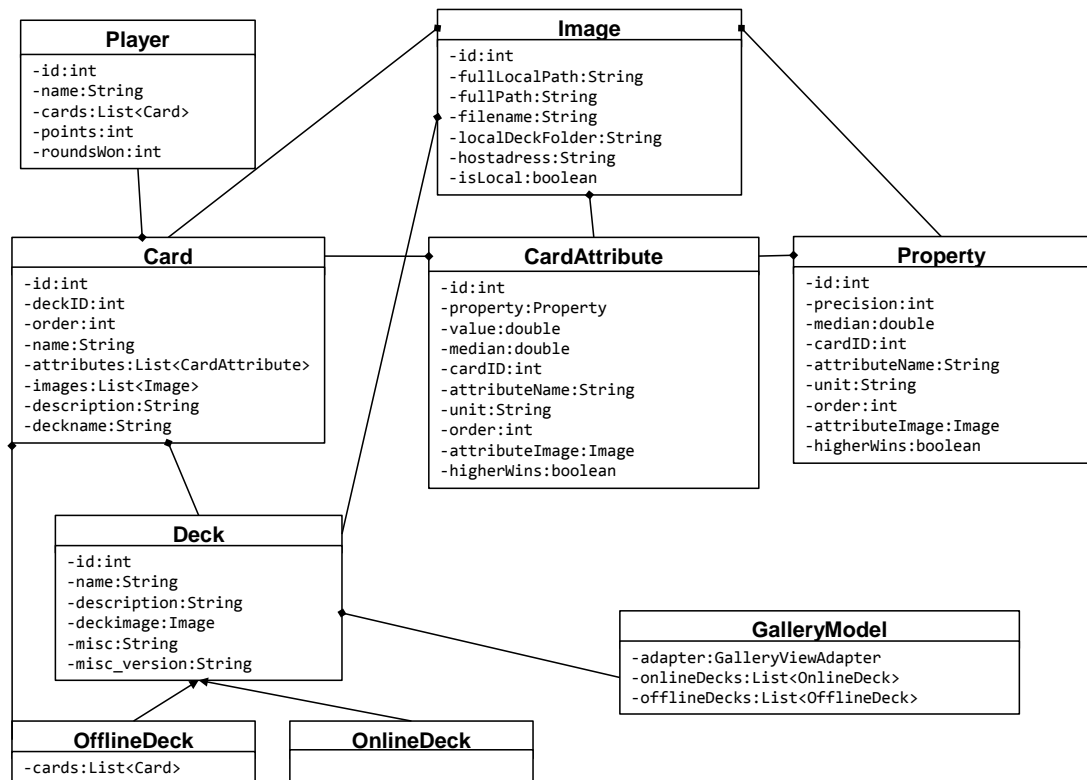 Player
-id:int
-name:String
-cards:List<Card>
-points:int
-roundsWon:int
Image
-id:int
-fullLocalPath:String
-fullPath:String
-filename:String
-localDeckFolder:String
-hostadress:String
-isLocal:boolean
Card
-id:int
-deckID:int
-order:int
-name:String
-attributes:List<CardAttribute>
-images:List<Image>
-description:String
-deckname:String
CardAttribute
-id:int
-property:Property
-value:double
-median:double
-cardID:int
-attributeName:String
-unit:String
-order:int
-attributeImage:Image
-higherWins:boolean
Property
-id:int
-precision:int
-median:double
-cardID:int
-attributeName:String
-unit:String
-order:int
-attributeImage:Image
-higherWins:boolean
Deck
-id:int
-name:String
-description:String
-deckimage:Image
-misc:String
-misc_version:String
GalleryModel
-adapter:GalleryViewAdapter
-onlineDecks:List<OnlineDeck>
-offlineDecks:List<OfflineDeck>
OfflineDeck
-cards:List<Card>
OnlineDeck